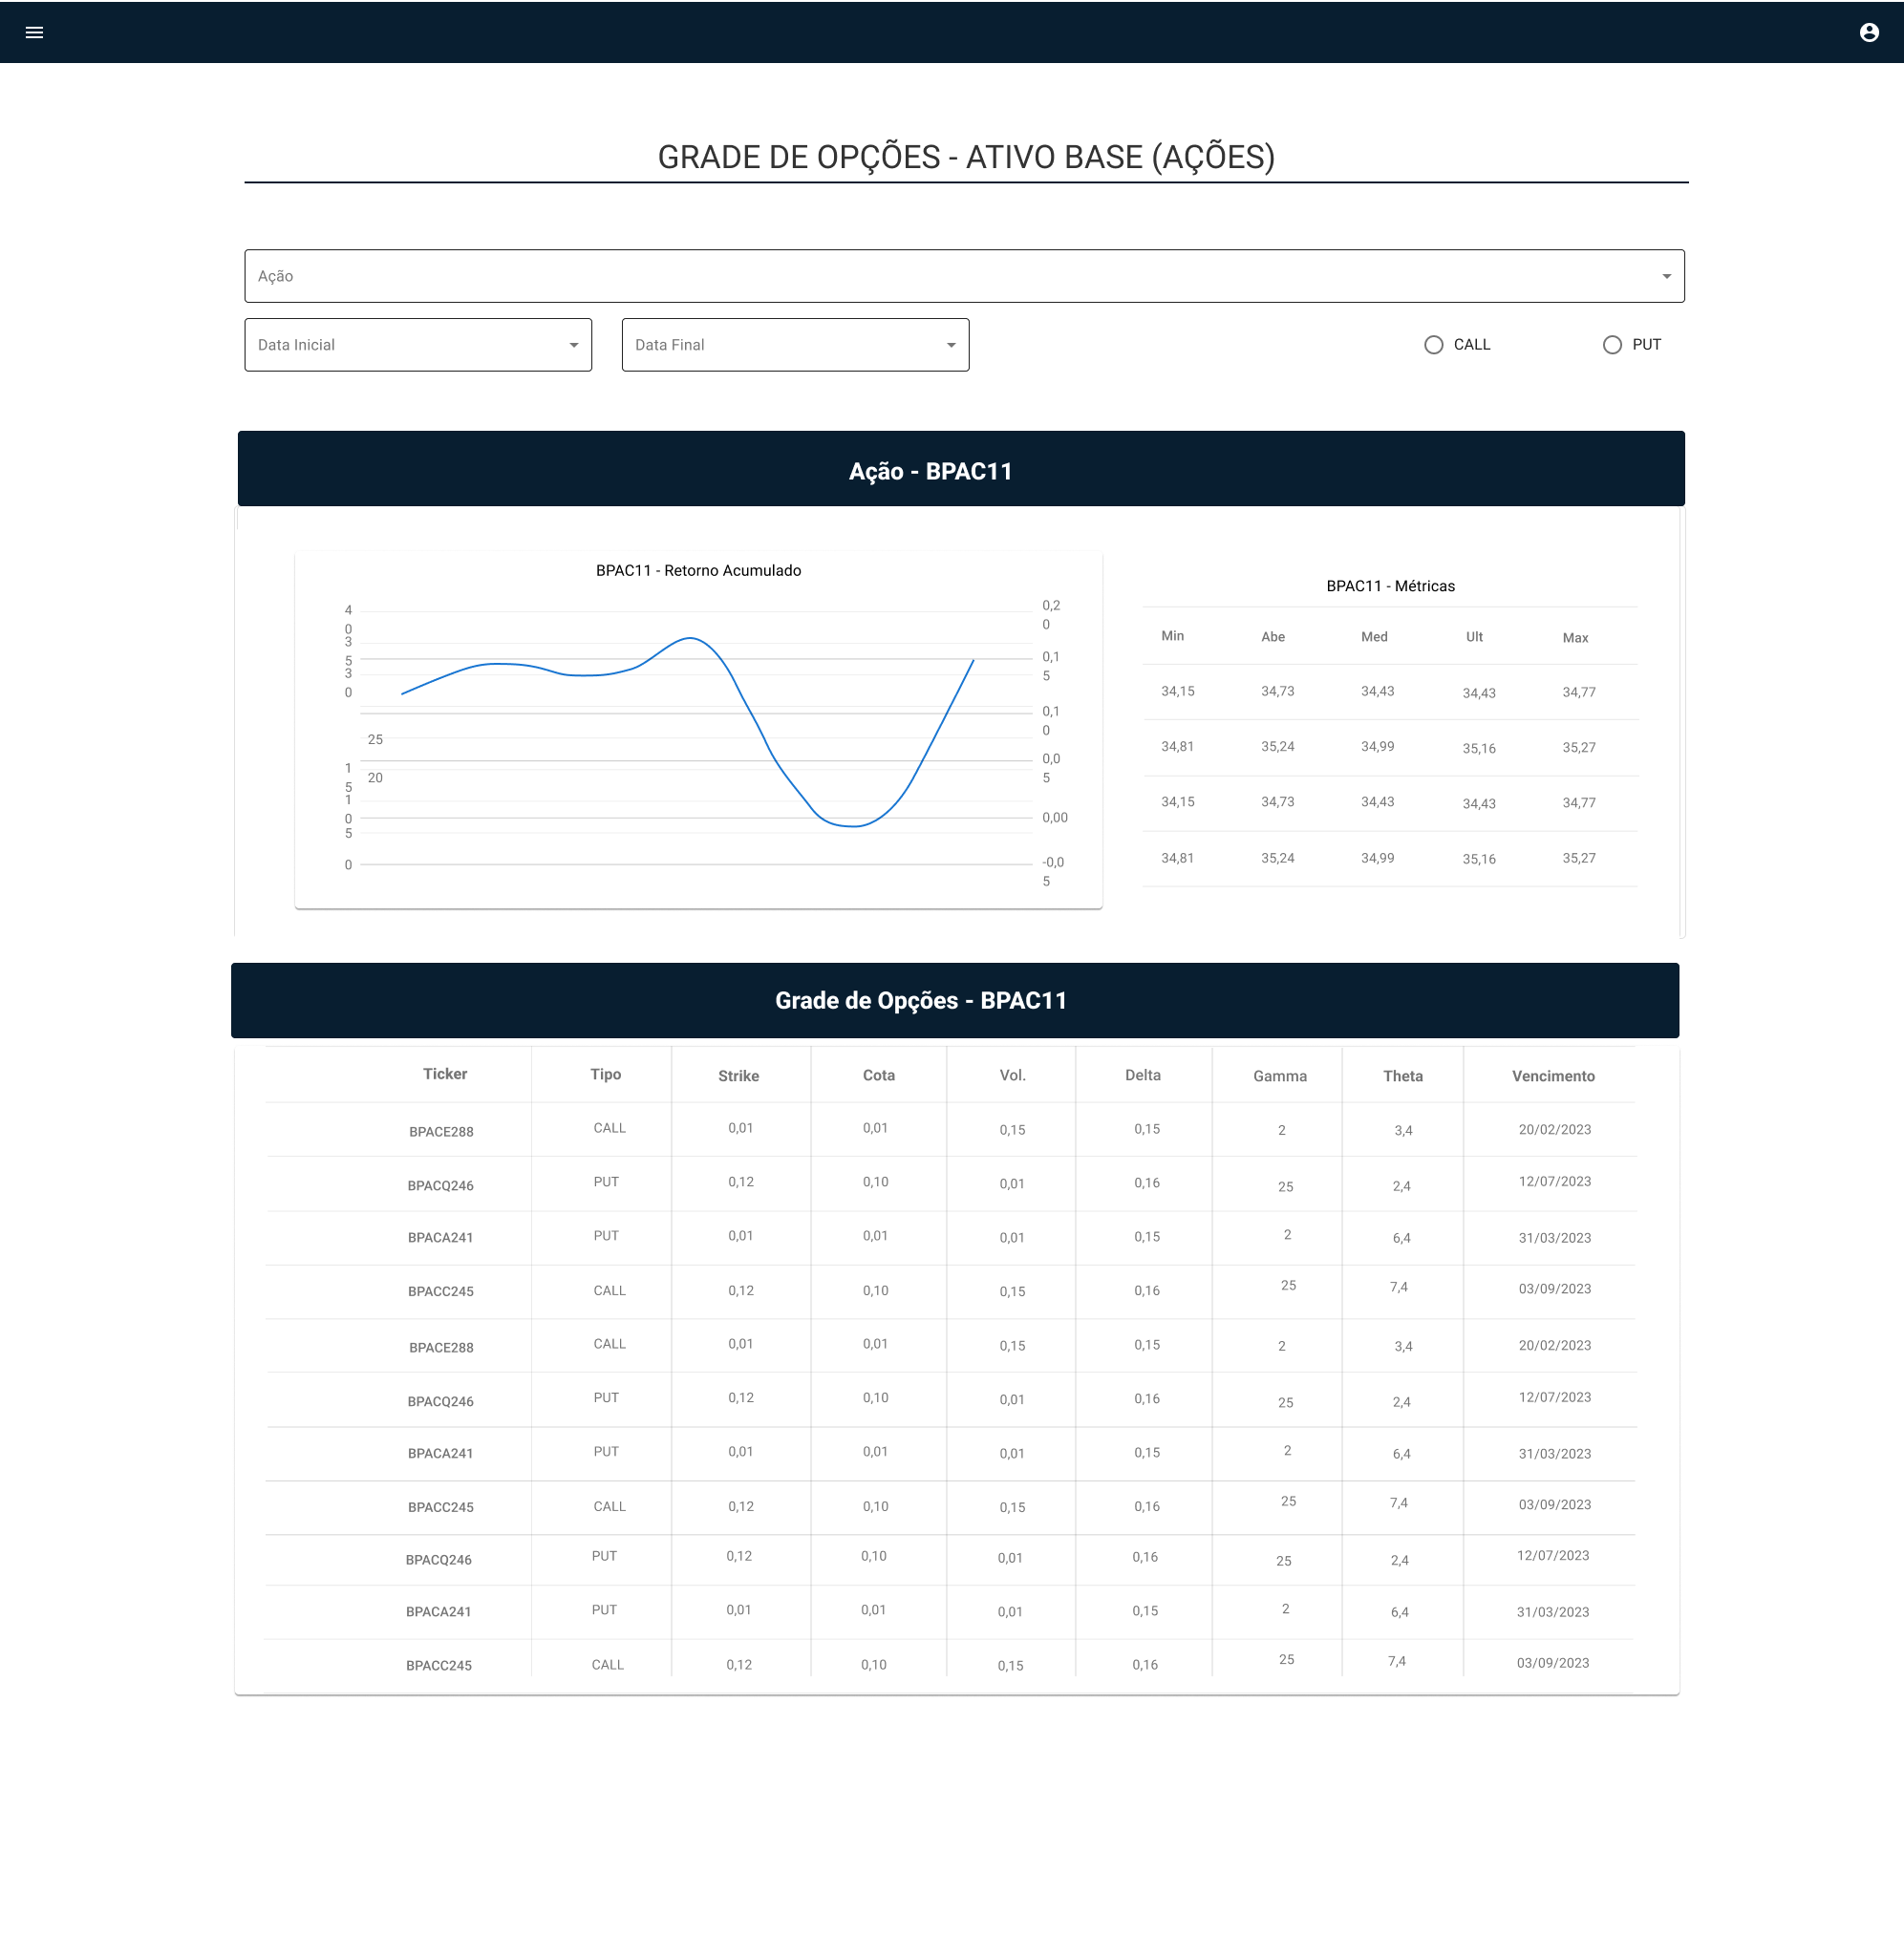 GRADE DE OPÇÕES - ATIVO BASE (AÇÕES)
Ação
Data Inicial Data Final CALL PUT
Ação - BPAC11
BPAC11 - Retorno Acumulado
4
0
3
5
3
0
25
20
1
5
1
0
5
0
0,2
0
0,1
5
0,1
0
0,0
5
0,00
-0,0
5
BPAC11 - Métricas
Min Abe Med Ult Max
34,15 34,73 34,43 34,43 34,77
34,81 35,24 34,99 35,16 35,27
34,15 34,73 34,43 34,43 34,77
34,81 35,24 34,99 35,16 35,27
Grade de Opções - BPAC11
Ticker Tipo Strike Cota Vol. Delta Gamma Theta Vencimento
BPACE288 CALL 0,01 0,01 0,15 0,15 2 3,4 20/02/2023
BPACQ246 PUT 0,12 0,10 0,01 0,16 25 2,4 12/07/2023
BPACA241 PUT 0,01 0,01 0,01 0,15 2 6,4 31/03/2023
BPACC245 CALL 0,12 0,10 0,15 0,16 25 7,4 03/09/2023
BPACE288 CALL 0,01 0,01 0,15 0,15 2 3,4 20/02/2023
BPACQ246 PUT 0,12 0,10 0,01 0,16 25 2,4 12/07/2023
BPACA241 PUT 0,01 0,01 0,01 0,15 2 6,4 31/03/2023
BPACC245 CALL 0,12 0,10 0,15 0,16 25 7,4 03/09/2023
BPACQ246 PUT 0,12 0,10 0,01 0,16 25 2,4 12/07/2023
BPACA241 PUT 0,01 0,01 0,01 0,15 2 6,4 31/03/2023
BPACC245 CALL 0,12 0,10 0,15 0,16 25 7,4 03/09/2023